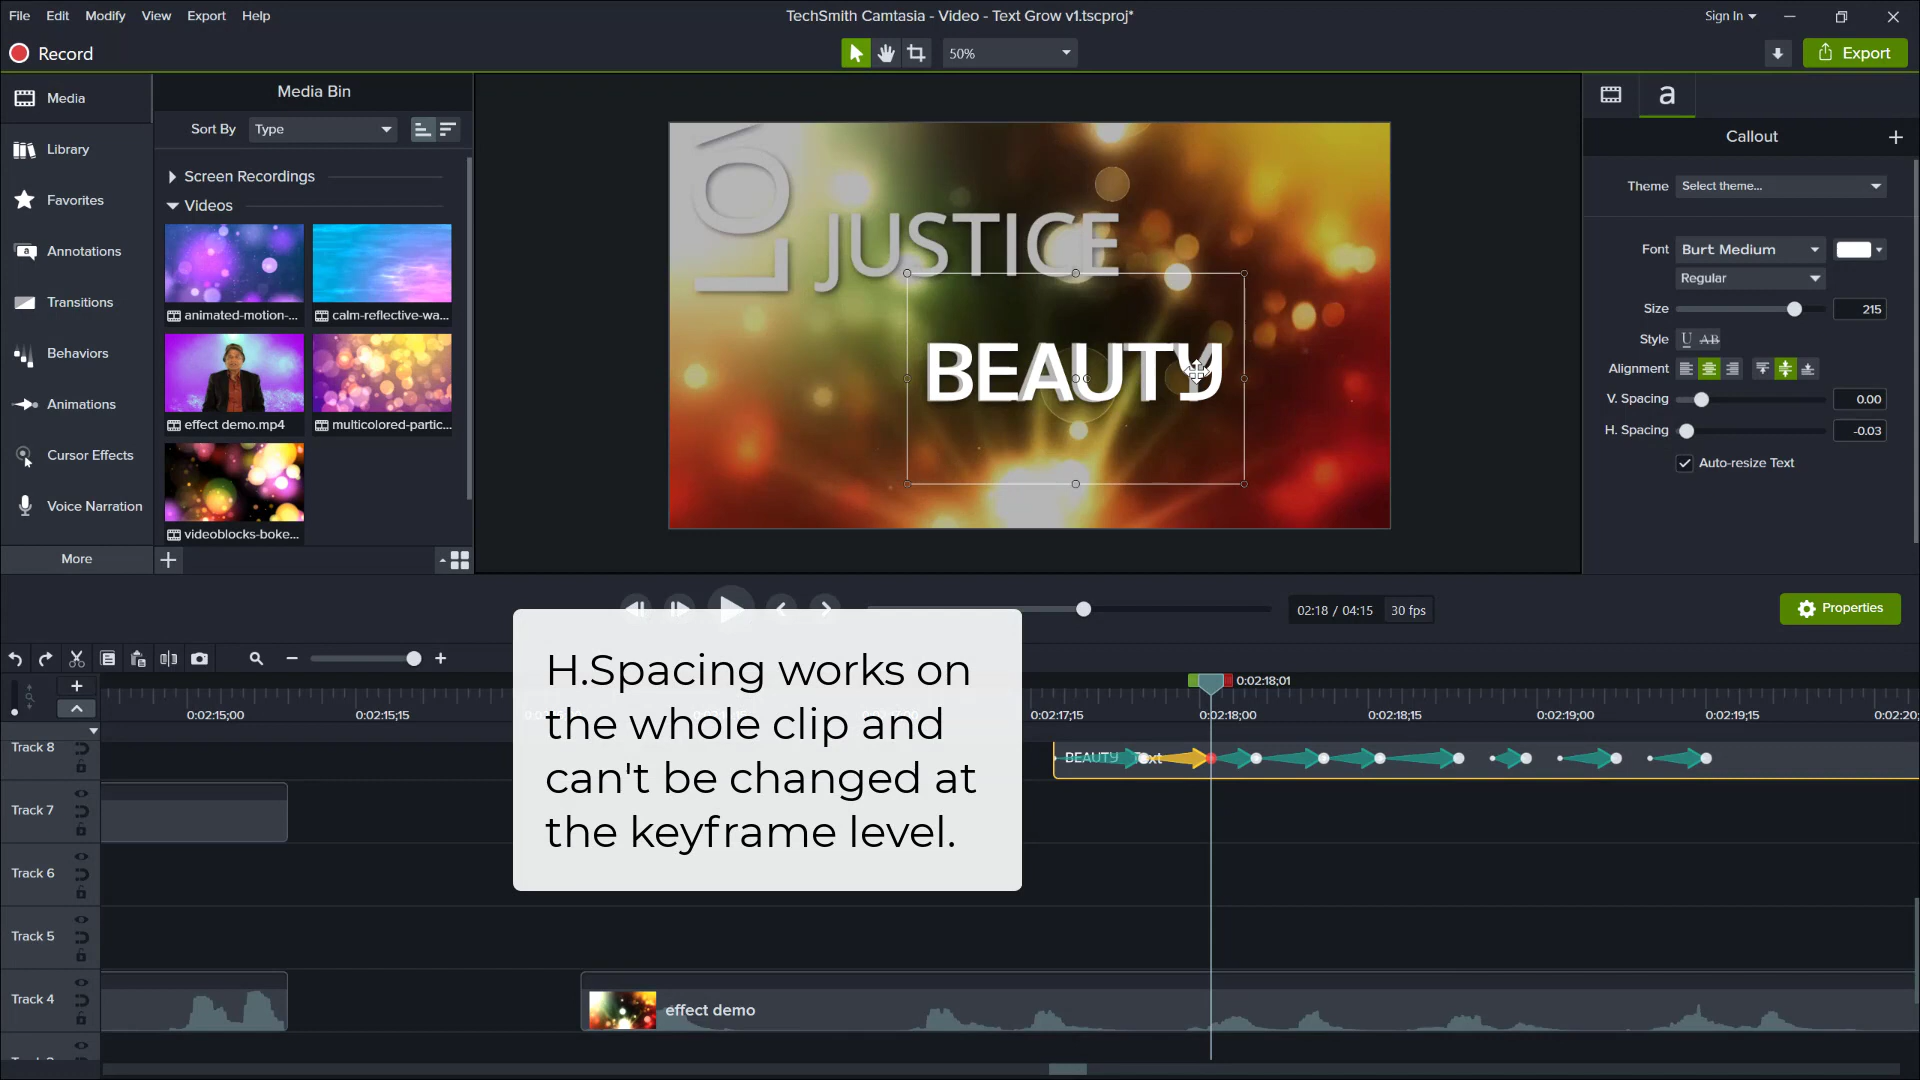 File Edit Modify View Export Help
TechSmith Camtasia - Video - Text Grow v1.tscproj*
Sign In
Record
50%
Export
Media
Library
Favorites
Annotations
Transitions
Behaviors
Animations
Cursor Effects
Voice Narration
More
Media Bin
Sort By Type
Screen Recordings
Videos
animated-motion-... calm-reflective-wa...
effect demo.mp4 multicolored-partic...
videoblocks-boke...
JUSTICE
BEAUTY
a
Callout
Theme Select theme...
Font Burt Medium
Regular
Size 215
Style U AB
Alignment
V. Spacing 0.00
H. Spacing -0.03
Auto-resize Text
02:18 / 04:15 30 fps
Properties
H.Spacing works on
the whole clip and
can't be changed at
the keyframe level.
0:02:18;01
0:02:15;00 0:02:15;15 0:02:17;15 0:02:18;00 0:02:18;15 0:02:19;00 0:02:19;15 0:02:20;
Track 8
BEAUTY Text
Track 7
Track 6
Track 5
Track 4
effect demo